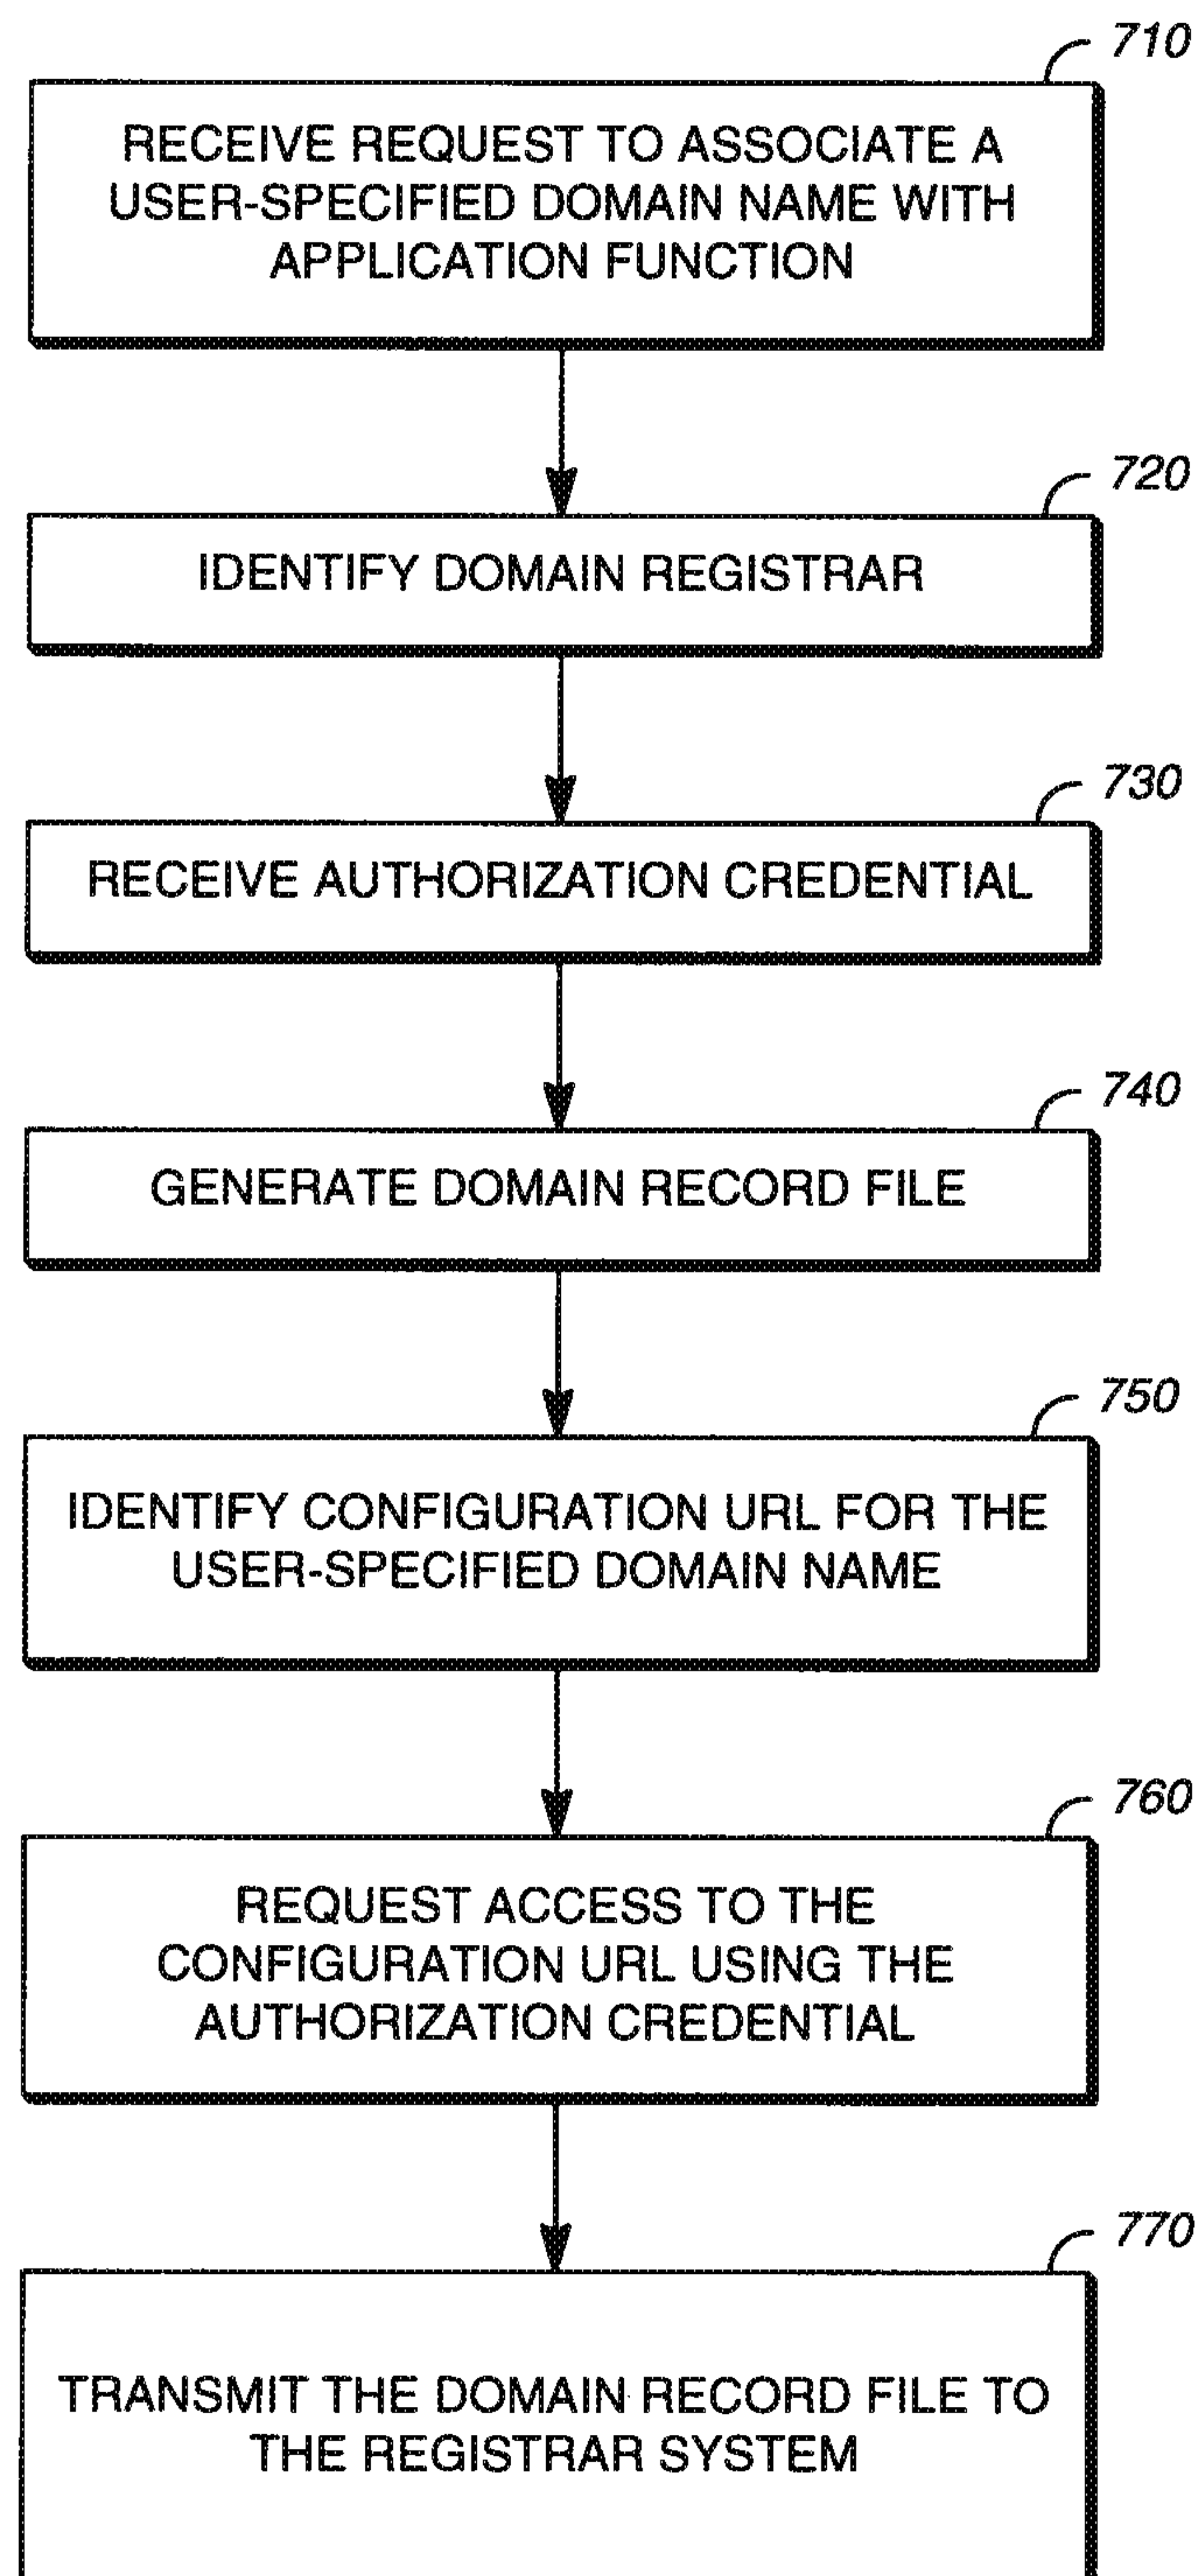 710
RECEIVE REQUEST TO ASSOCIATE A
USER-SPECIFIED DOMAIN NAME WITH
APPLICATION FUNCTION
720
IDENTIFY DOMAIN REGISTRAR
730
RECEIVE AUTHORIZATION CREDENTIAL
740
GENERATE DOMAIN RECORD FILE
750
IDENTIFY CONFIGURATION URL FOR THE
USER-SPECIFIED DOMAIN NAME
760
REQUEST ACCESS TO THE
CONFIGURATION URL USING THE
AUTHORIZATION CREDENTIAL
770
TRANSMIT THE DOMAIN RECORD FILE TO
THE REGISTRAR SYSTEM